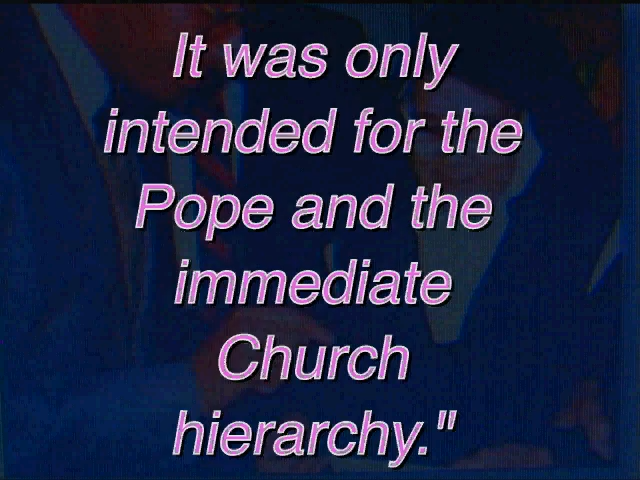 It was only
intended for the
Pope and the
immediate
Church
hierarchy."